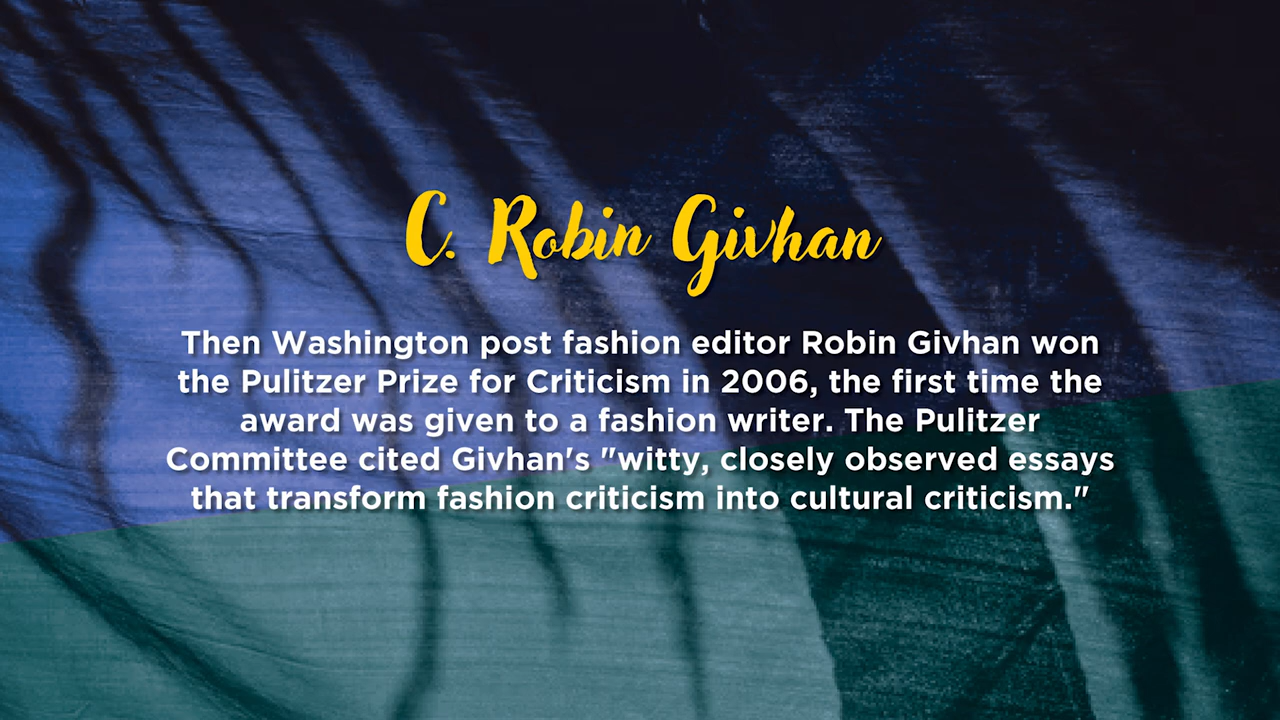 C. Robin Givhan
Then Washington post fashion editor Robin Givhan won
the Pulitzer Prize for Criticism in 2006, the first time the
award was given to a fashion writer. The Pulitzer
Committee cited Givhan's "witty, closely observed essays
that transform fashion criticism into cultural criticism."